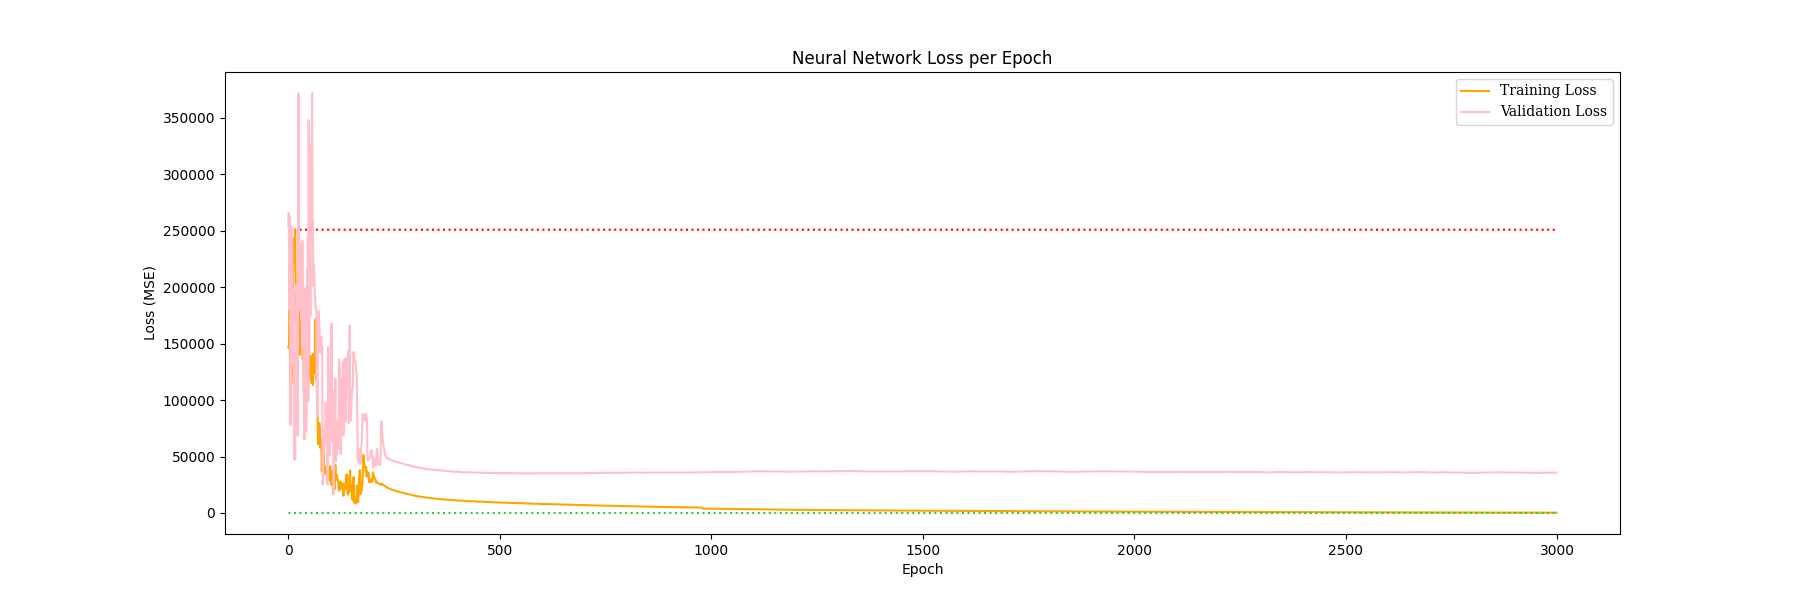 Neural Network Loss per Epoch
Training Loss
Validation Loss
350000
300000
250000
200000
150000
100000
50000
0
Loss (MSE)
0 500 1000 1500 2000 2500 3000
Epoch